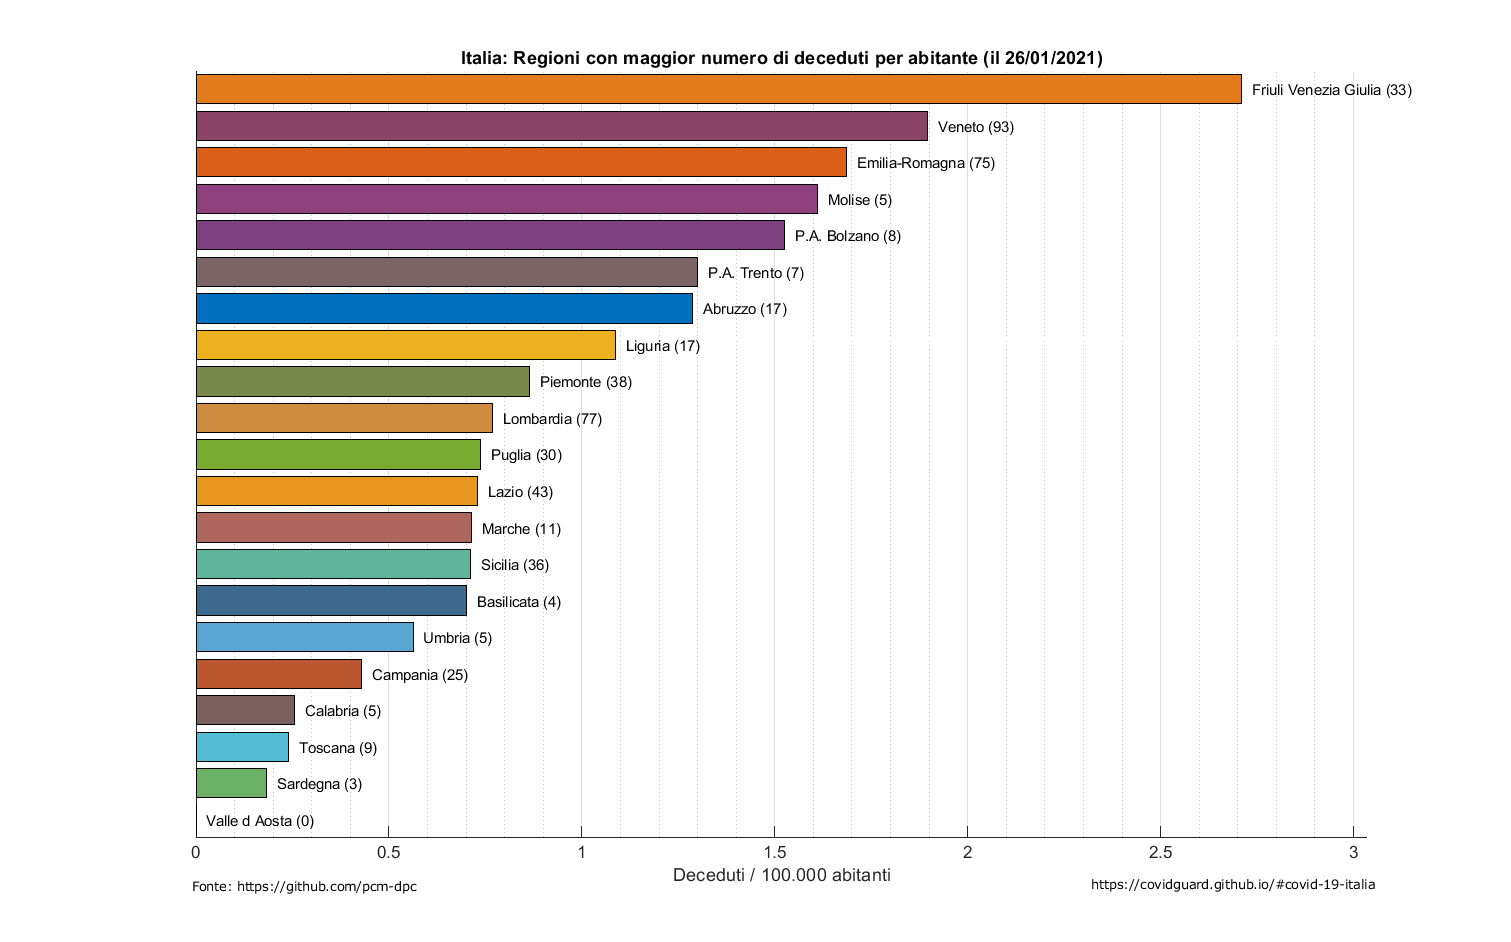 Italia: Regioni con maggior numero di deceduti per abitante (il 26/01/2021)
Friuli Venezia Giulia (33)
Veneto (93)
Emilia-Romagna (75)
Molise (5)
P.A. Bolzano (8)
P.A. Trento (7)
Abruzzo (17)
Liguria (17)
Piemonte (38)
Lombardia (77)
Puglia (30)
Lazio (43)
Marche (11)
Sicilia (36)
Basilicata (4)
Umbria (5)
Campania (25)
Calabria (5)
Toscana (9)
Sardegna (3)
Valle d Aosta (0)
0 0.5 1 1.5 2 2.5 3
Deceduti / 100.000 abitanti
Fonte: https://github.com/pcm-dpc
https://covidguard.github.io/#covid-19-italia